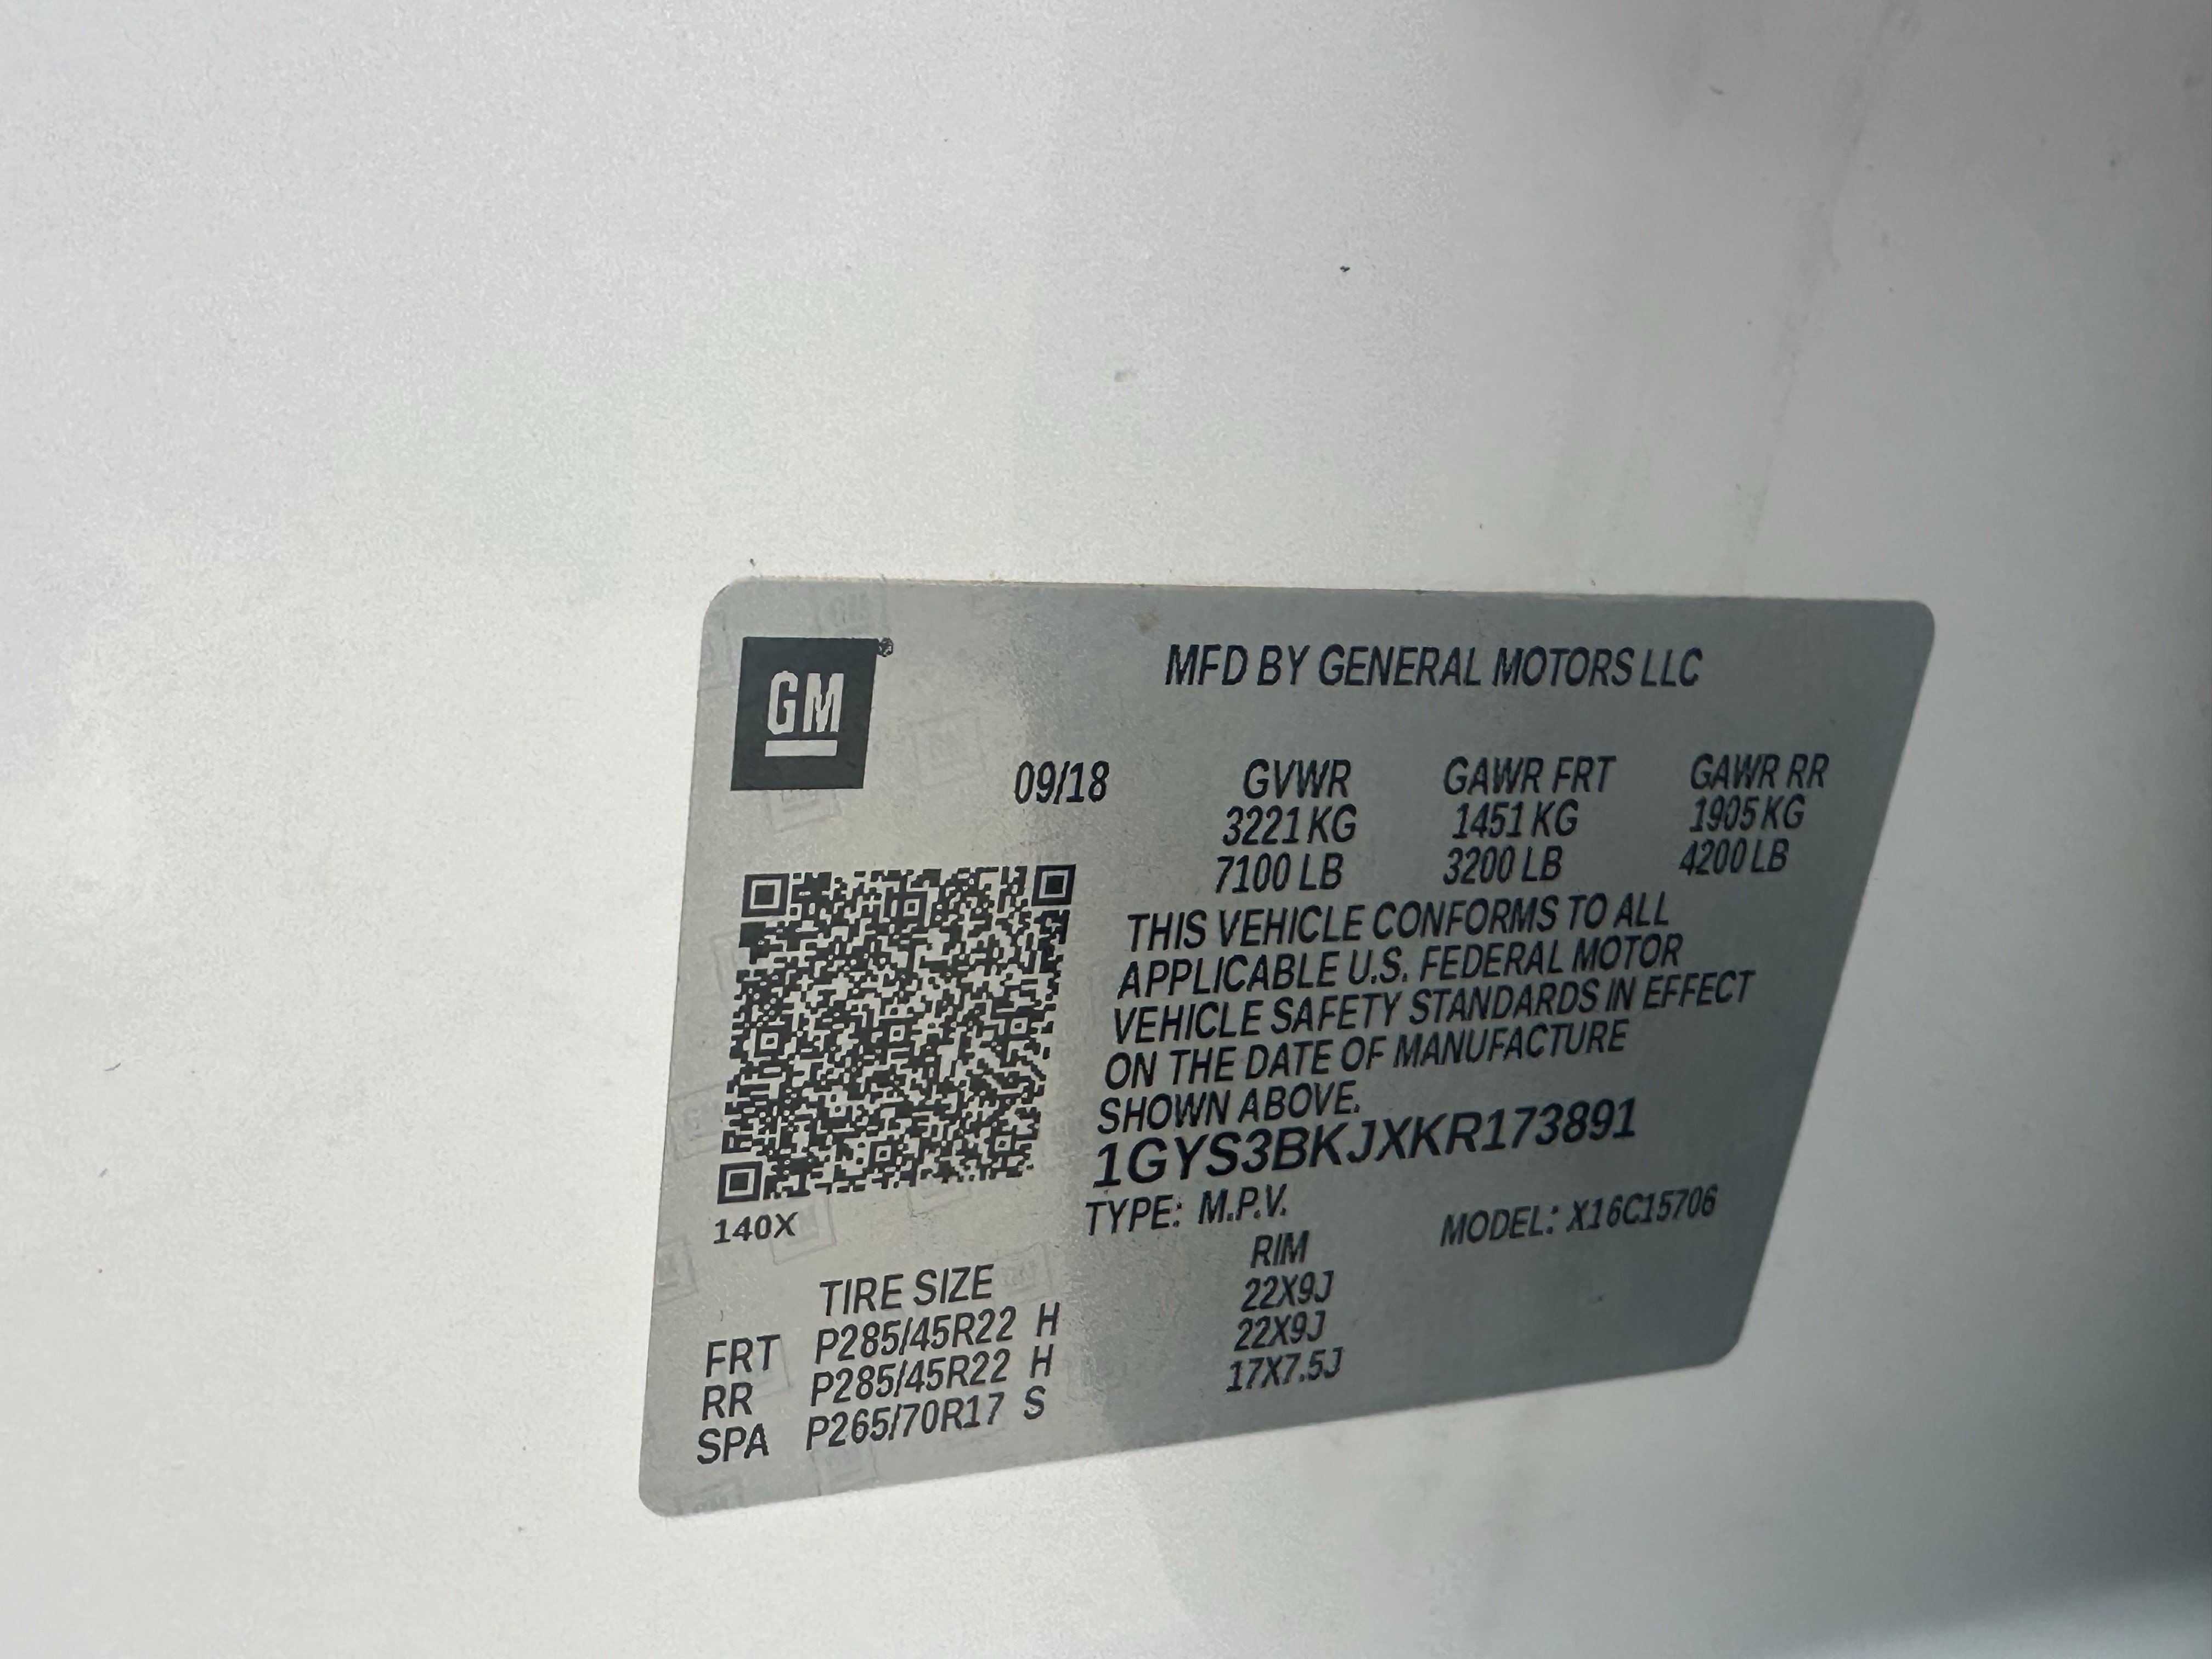 GM
MFD BY GENERAL MOTORS LLC
09/18 GVWR GAWR FRT GAWR RR
3221 KG 1451 KG 1905 KG
7100 LB 3200 LB 4200 LB
THIS VEHICLE CONFORMS TO ALL
APPLICABLE U.S. FEDERAL MOTOR
VEHICLE SAFETY STANDARDS IN EFFECT
ON THE DATE OF MANUFACTURE
SHOWN ABOVE.
1GYS3BKJXKR173891
140X
TYPE: M.P.V. MODEL: X16C15706
TIRE SIZE RIM
FRT P285/45R22 H 22X9J
RR P285/45R22 H 22X9J
SPA P265/70R17 S 17X7.5J